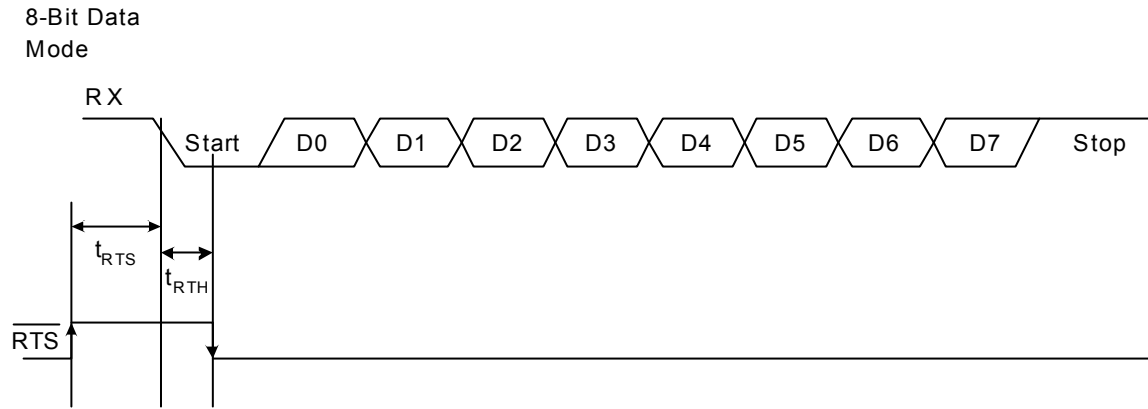 8-Bit Data
Mode
RX
Start D0 D1 D2 D3 D4 D5 D6 D7 Stop
tRTS
tRTH
RTS